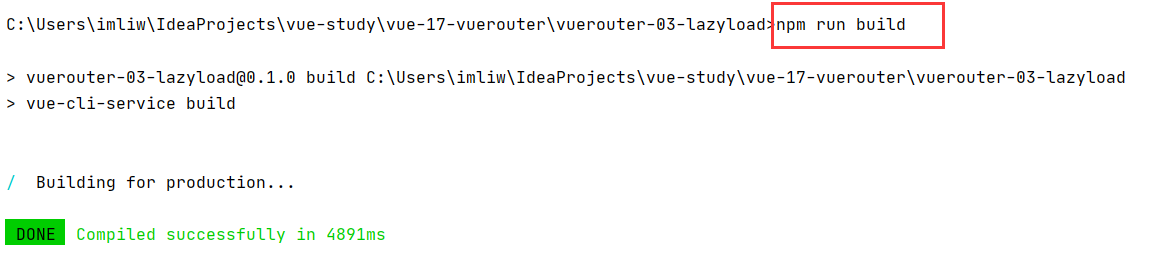 C:\Users\imliw\IdeaProjects\vue-study\vue-17-vuerouter\vuerouter-03-lazyload>npm run build
> vuerouter-03-lazyload@0.1.0 build C:\Users\imliw\IdeaProjects\vue-study\vue-17-vuerouter\vuerouter-03-lazyload
> vue-cli-service build
/  Building for production...
DONE  Compiled successfully in 4891ms